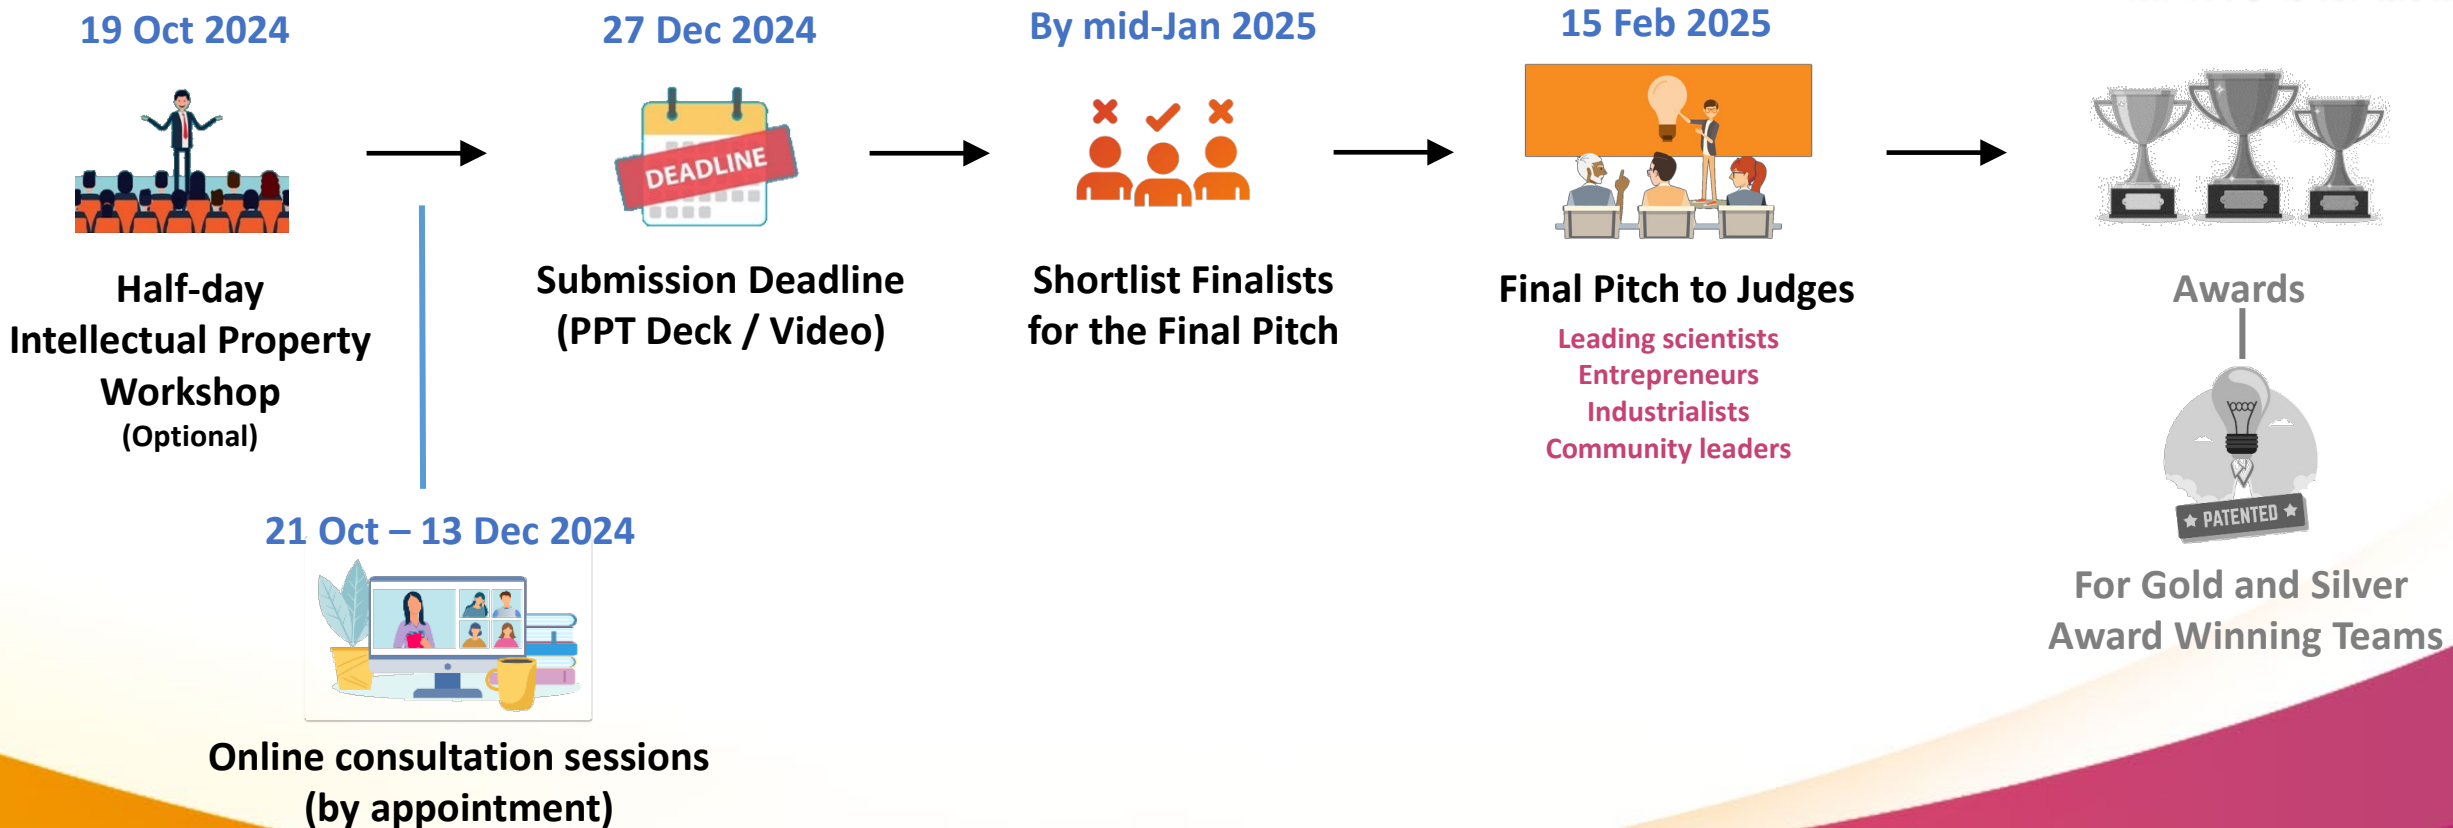 19 Oct 2024
Half-day
Intellectual Property
Workshop
(Optional)
21 Oct – 13 Dec 2024
Online consultation sessions
(by appointment)
27 Dec 2024
DEADLINE
Submission Deadline
(PPT Deck / Video)
By mid-Jan 2025
Shortlist Finalists
for the Final Pitch
15 Feb 2025
Final Pitch to Judges
Leading scientists
Entrepreneurs
Industrialists
Community leaders
Awards
★ PATENTED ★
For Gold and Silver
Award Winning Teams